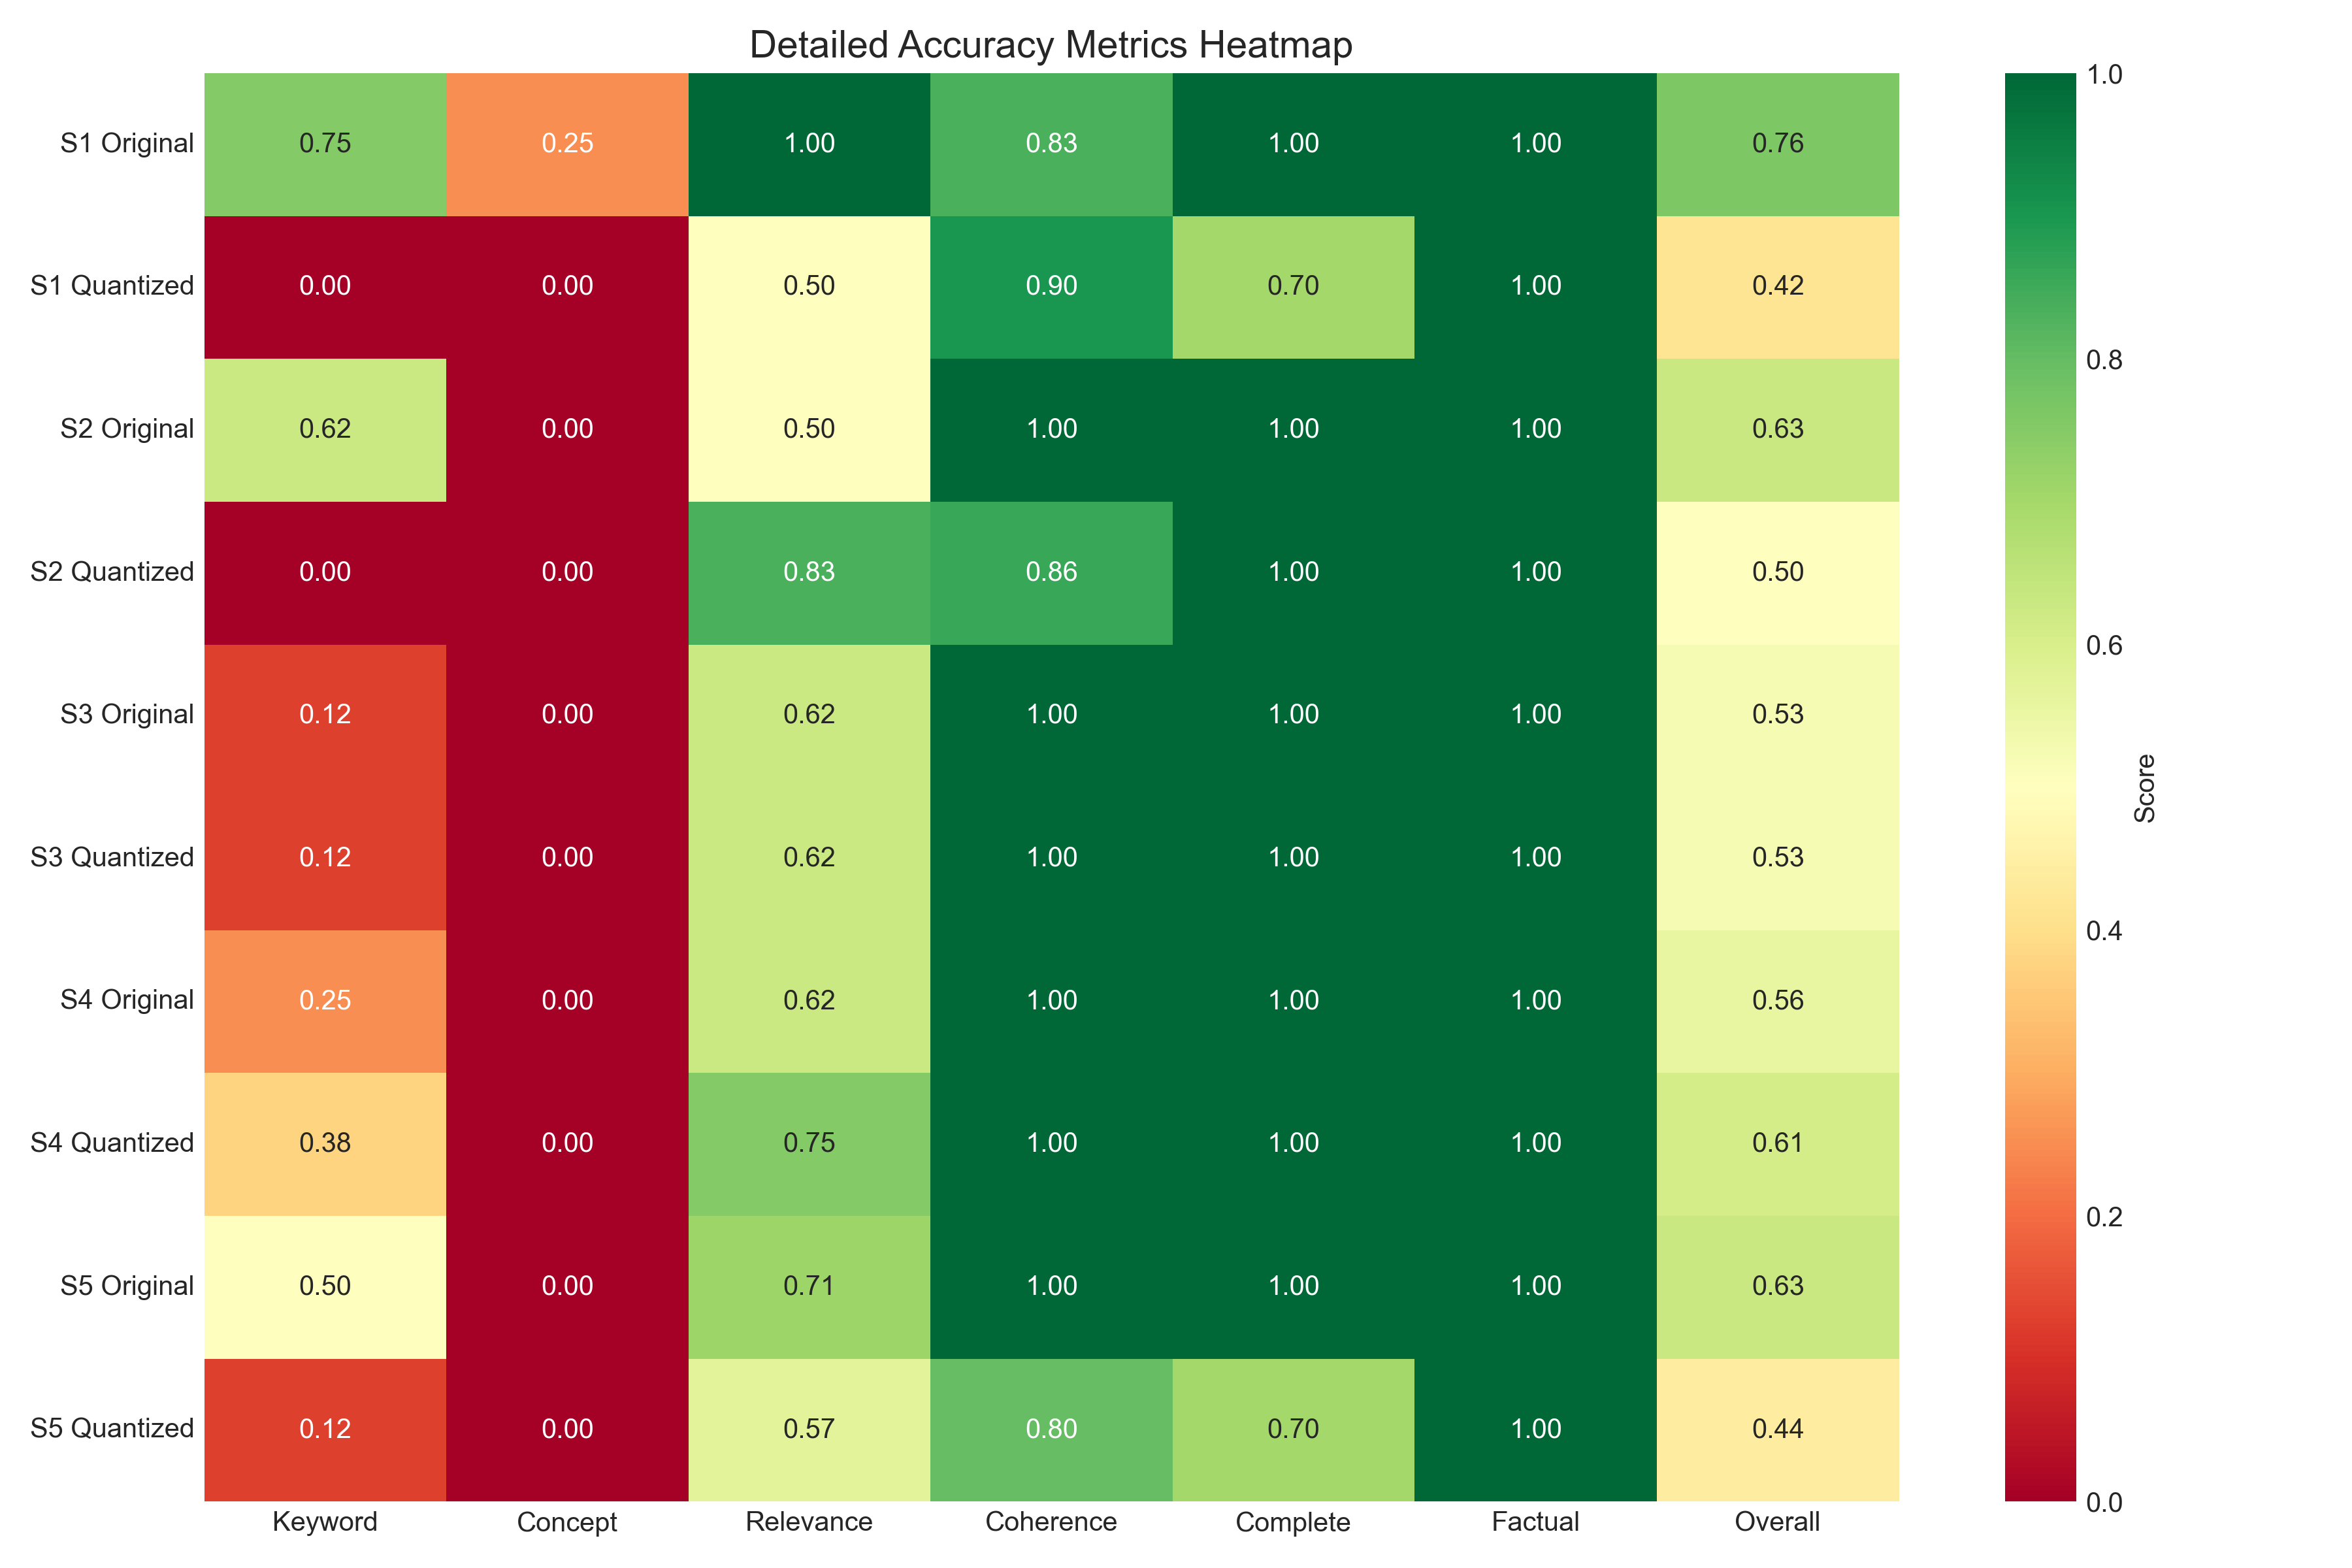 Detailed Accuracy Metrics Heatmap
S1 Original 0.75 0.25 1.00 0.83 1.00 1.00 0.76
S1 Quantized 0.00 0.00 0.50 0.90 0.70 1.00 0.42
S2 Original 0.62 0.00 0.50 1.00 1.00 1.00 0.63
S2 Quantized 0.00 0.00 0.83 0.86 1.00 1.00 0.50
S3 Original 0.12 0.00 0.62 1.00 1.00 1.00 0.53
S3 Quantized 0.12 0.00 0.62 1.00 1.00 1.00 0.53
S4 Original 0.25 0.00 0.62 1.00 1.00 1.00 0.56
S4 Quantized 0.38 0.00 0.75 1.00 1.00 1.00 0.61
S5 Original 0.50 0.00 0.71 1.00 1.00 1.00 0.63
S5 Quantized 0.12 0.00 0.57 0.80 0.70 1.00 0.44
Keyword Concept Relevance Coherence Complete Factual Overall
1.0
0.8
0.6
0.4
0.2
0.0
Score